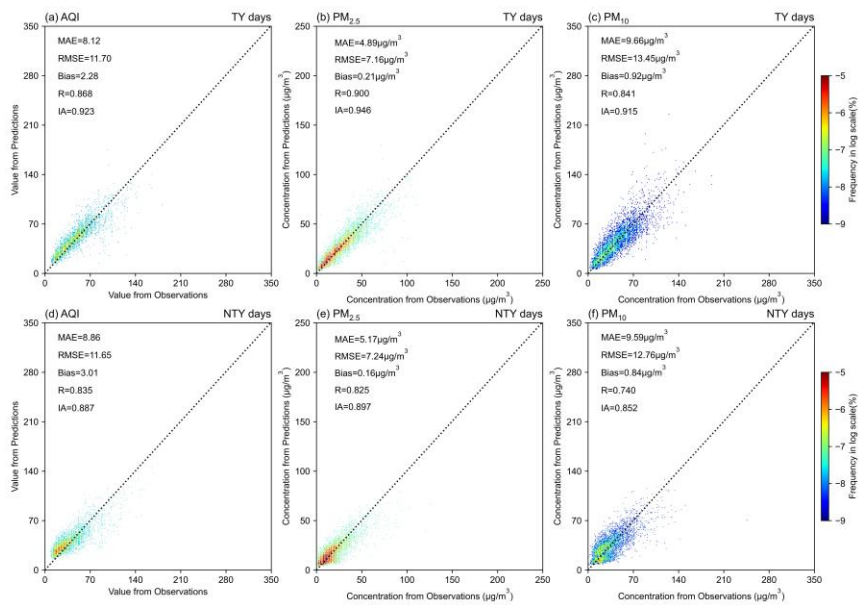 (a) AQI TY days
MAE=8.12
RMSE=11.70
Bias=2.28
R=0.868
IA=0.923
350
280
210
140
70
0
Value from Predictions
0 70 140 210 280 350
Value from Observations
(b) PM2.5 TY days
MAE=4.89μg/m³
RMSE=7.16μg/m³
Bias=0.21μg/m³
R=0.900
IA=0.946
250
200
150
100
50
0
Concentration from Predictions (μg/m³)
0 50 100 150 200 250
Concentration from Observations (μg/m³)
(c) PM10 TY days
MAE=9.66μg/m³
RMSE=13.45μg/m³
Bias=0.92μg/m³
R=0.841
IA=0.915
350
280
210
140
70
0
Concentration from Predictions (μg/m³)
0 70 140 210 280 350
Concentration from Observations (μg/m³)
−5
−6
−7
−8
−9
Frequency in log scale(%)
(d) AQI NTY days
MAE=8.86
RMSE=11.65
Bias=3.01
R=0.835
IA=0.887
350
280
210
140
70
0
Value from Predictions
0 70 140 210 280 350
Value from Observations
(e) PM2.5 NTY days
MAE=5.17μg/m³
RMSE=7.24μg/m³
Bias=0.16μg/m³
R=0.825
IA=0.897
250
200
150
100
50
0
Concentration from Predictions (μg/m³)
0 50 100 150 200 250
Concentration from Observations (μg/m³)
(f) PM10 NTY days
MAE=9.59μg/m³
RMSE=12.76μg/m³
Bias=0.84μg/m³
R=0.740
IA=0.852
350
280
210
140
70
0
Concentration from Predictions (μg/m³)
0 70 140 210 280 350
Concentration from Observations (μg/m³)
−5
−6
−7
−8
−9
Frequency in log scale(%)